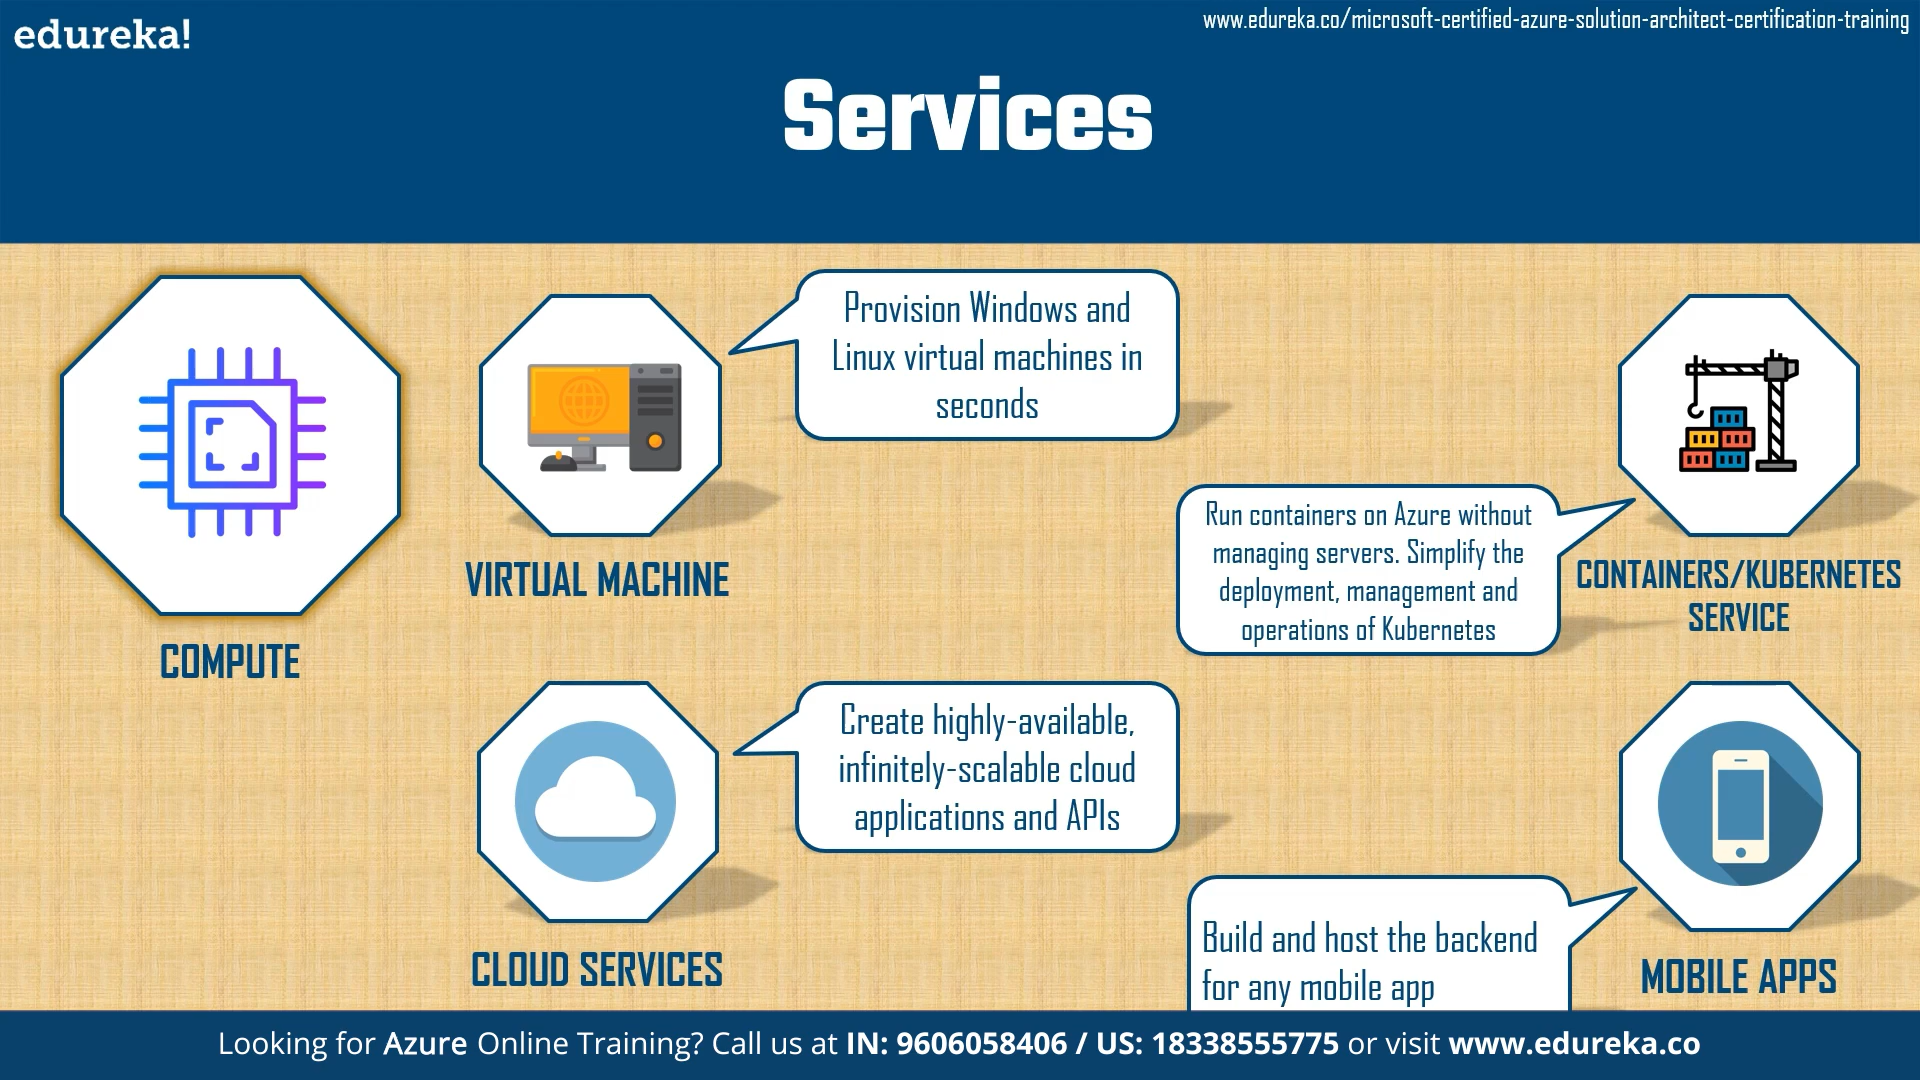 edureka!
www.edureka.co/microsoft-certified-azure-solution-architect-certification-training
Services
Provision Windows and
Linux virtual machines in
seconds
VIRTUAL MACHINE
COMPUTE
Run containers on Azure without
managing servers. Simplify the
deployment, management and
operations of Kubernetes
CONTAINERS/KUBERNETES
SERVICE
Create highly-available,
infinitely-scalable cloud
applications and APIs
CLOUD SERVICES
Build and host the backend
for any mobile app
MOBILE APPS
Looking for Azure Online Training? Call us at IN: 9606058406 / US: 18338555775 or visit www.edureka.co